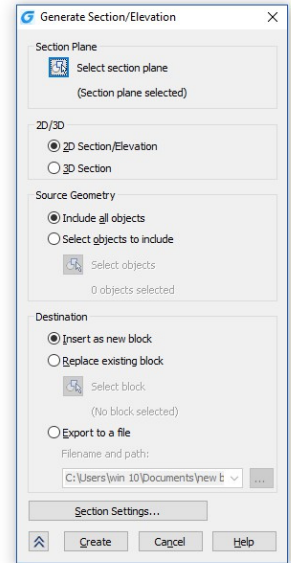 Generate Section/Elevation
Section Plane
Select section plane
(Section plane selected)
2D/3D
2D Section/Elevation
3D Section
Source Geometry
Include all objects
Select objects to include
Select objects
0 objects selected
Destination
Insert as new block
Replace existing block
Select block
(No block selected)
Export to a file
Filename and path:
C:\Users\win 10\Documents\new b
...
Section Settings...
Create Cancel Help